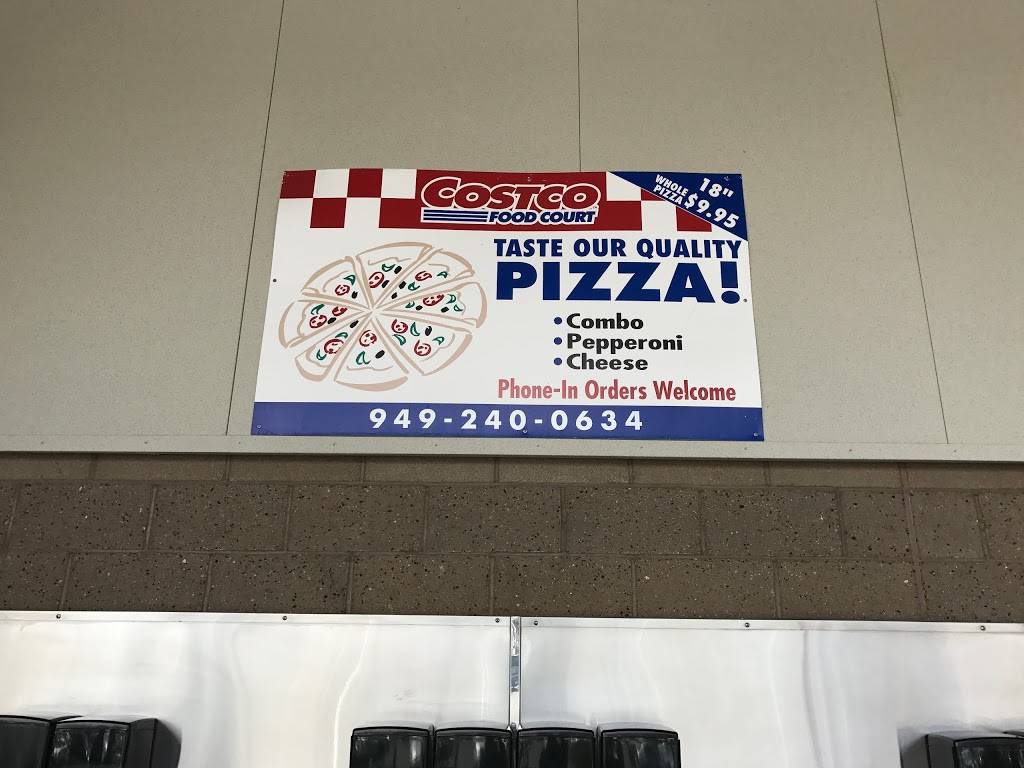 COSTCO
FOOD COURT
18"
WHOLE PIZZA $9.95
TASTE OUR QUALITY
PIZZA!
• Combo
• Pepperoni
• Cheese
Phone-In Orders Welcome
949-240-0634